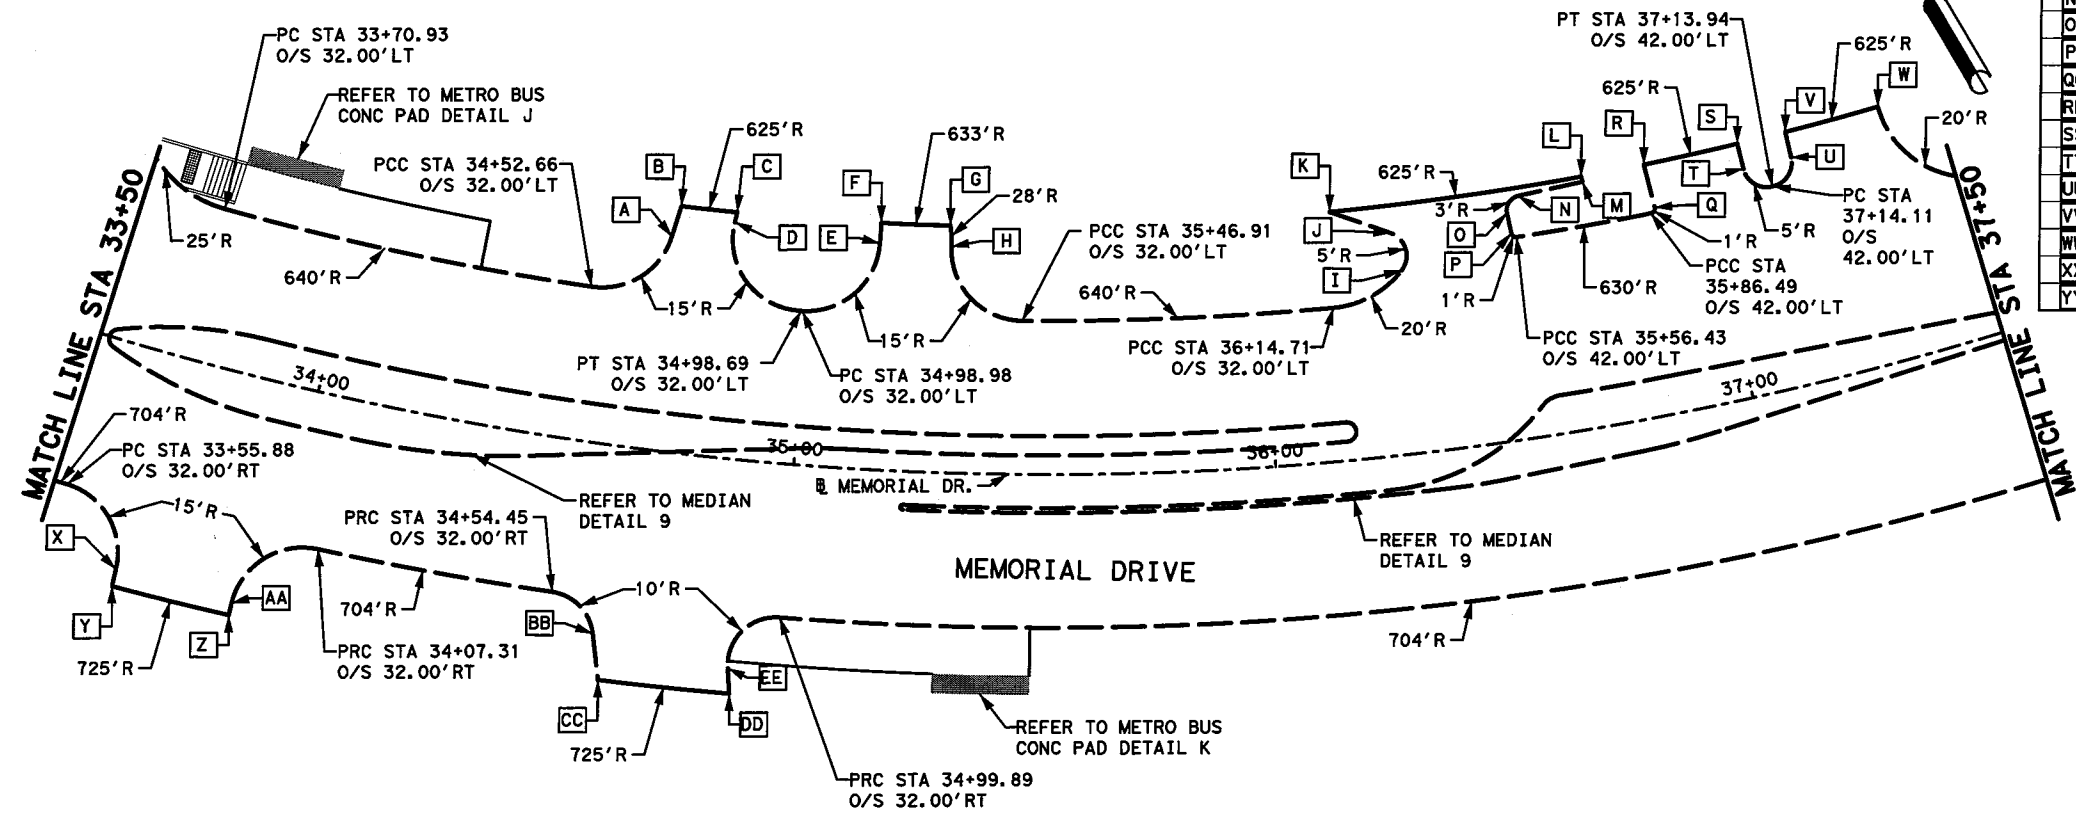 PC STA 33+70.93
O/S 32.00'LT
REFER TO METRO BUS
CONC PAD DETAIL J
PCC STA 34+52.66
O/S 32.00'LT
MATCH LINE STA 33+50
25'R
640'R
A
B
625'R
C
D
15'R
E
F
633'R
G
28'R
H
15'R
PCC STA 35+46.91
O/S 32.00'LT
640'R
PT STA 34+98.69
O/S 32.00'LT
PC STA 34+98.98
O/S 32.00'LT
PCC STA 36+14.71
O/S 32.00'LT
K
625'R
L
J
5'R
I
20'R
3'R
N
M
O
P
1'R
PCC STA 35+56.43
O/S 42.00'LT
630'R
Q
1'R
PCC STA
35+86.49
O/S 42.00'LT
R
625'R
S
T
5'R
PT STA 37+13.94
O/S 42.00'LT
U
PC STA
37+14.11
O/S
42.00'LT
V
625'R
W
20'R
MATCH LINE STA 37+50
34+00
35+00
36+00
37+00
℄ MEMORIAL DR.
704'R
PC STA 33+55.88
O/S 32.00'RT
15'R
X
Y
725'R
Z
AA
REFER TO MEDIAN
DETAIL 9
PRC STA 34+54.45
O/S 32.00'RT
704'R
PRC STA 34+07.31
O/S 32.00'RT
10'R
BB
CC
725'R
DD
EE
PRC STA 34+99.89
O/S 32.00'RT
REFER TO METRO BUS
CONC PAD DETAIL K
MEMORIAL DRIVE
REFER TO MEDIAN
DETAIL 9
704'R
MATCH LINE
O
P